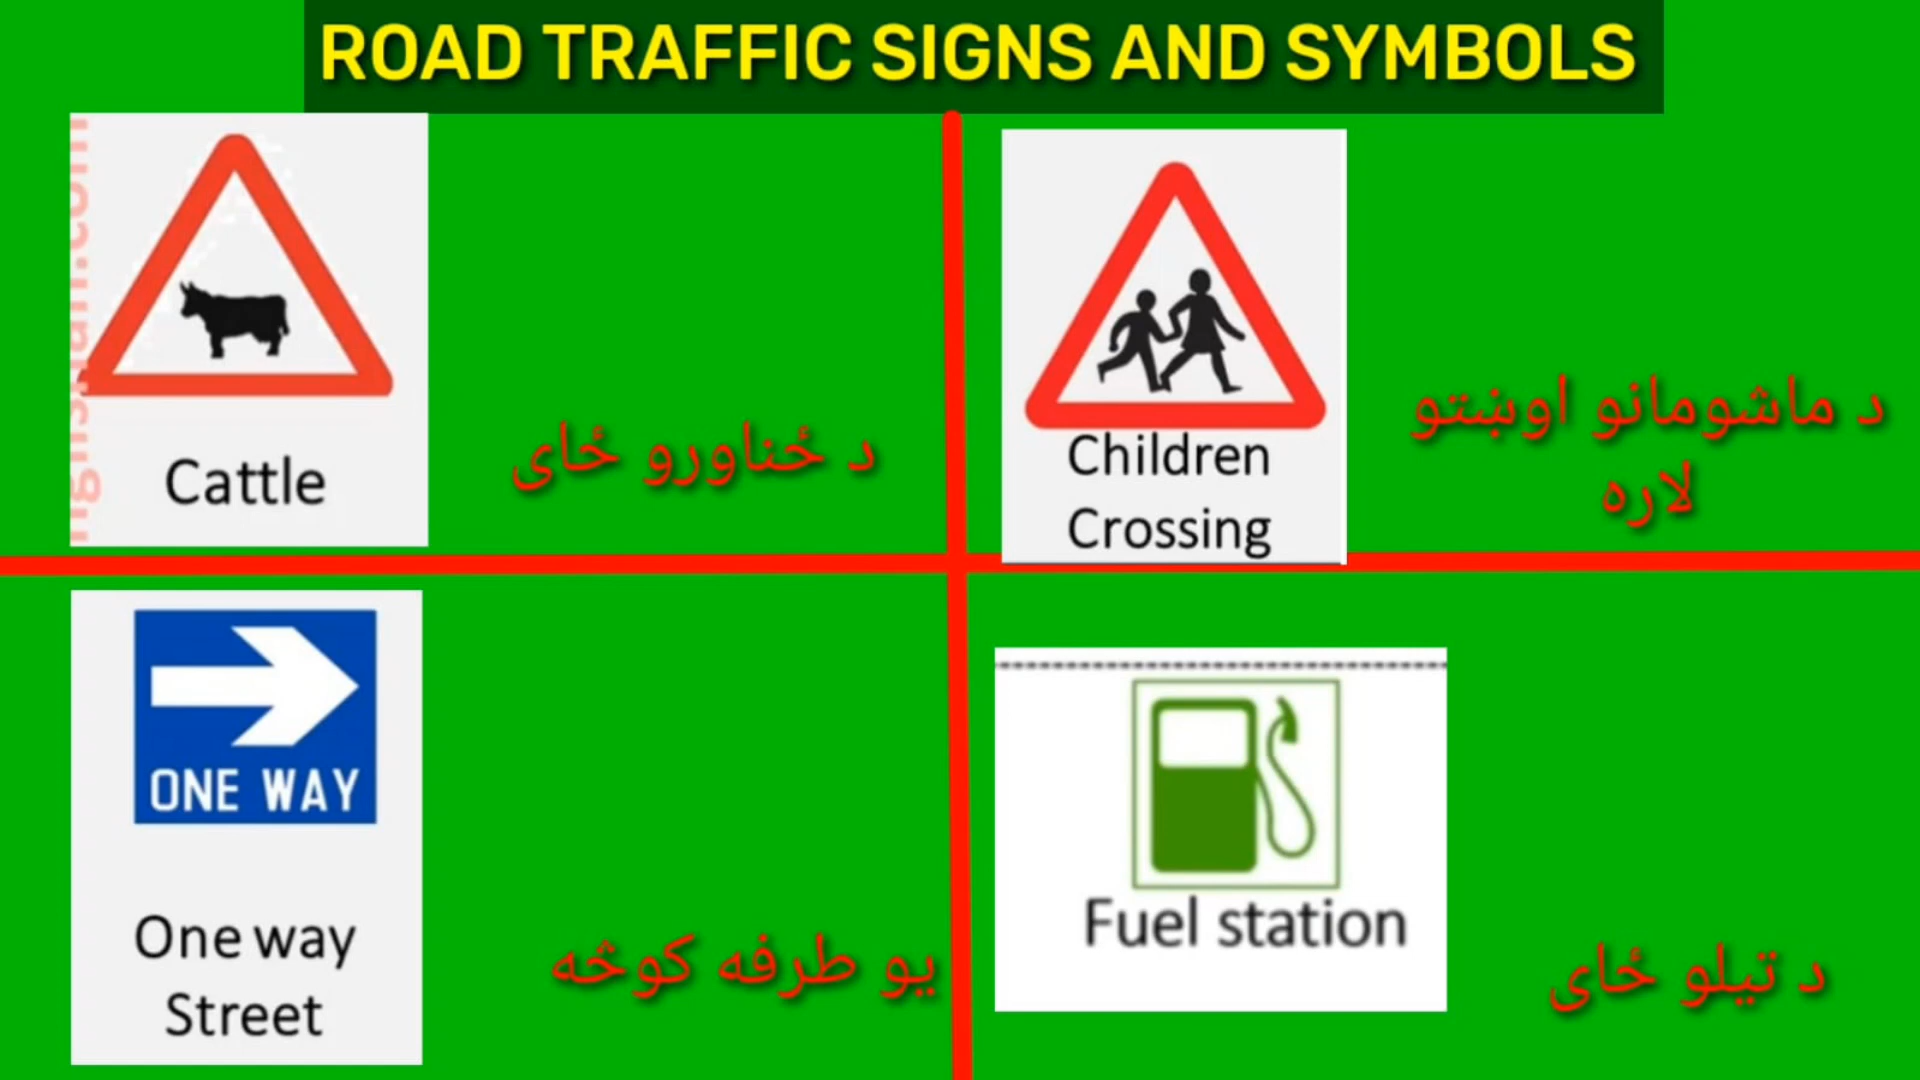 ROAD TRAFFIC SIGNS AND SYMBOLS
Cattle
د ځناورو ځای
Children
Crossing
د ماشومانو اوښتو
لاره
ONE WAY
One way
Street
یو طرفه کوڅه
Fuel station
د تیلو ځای